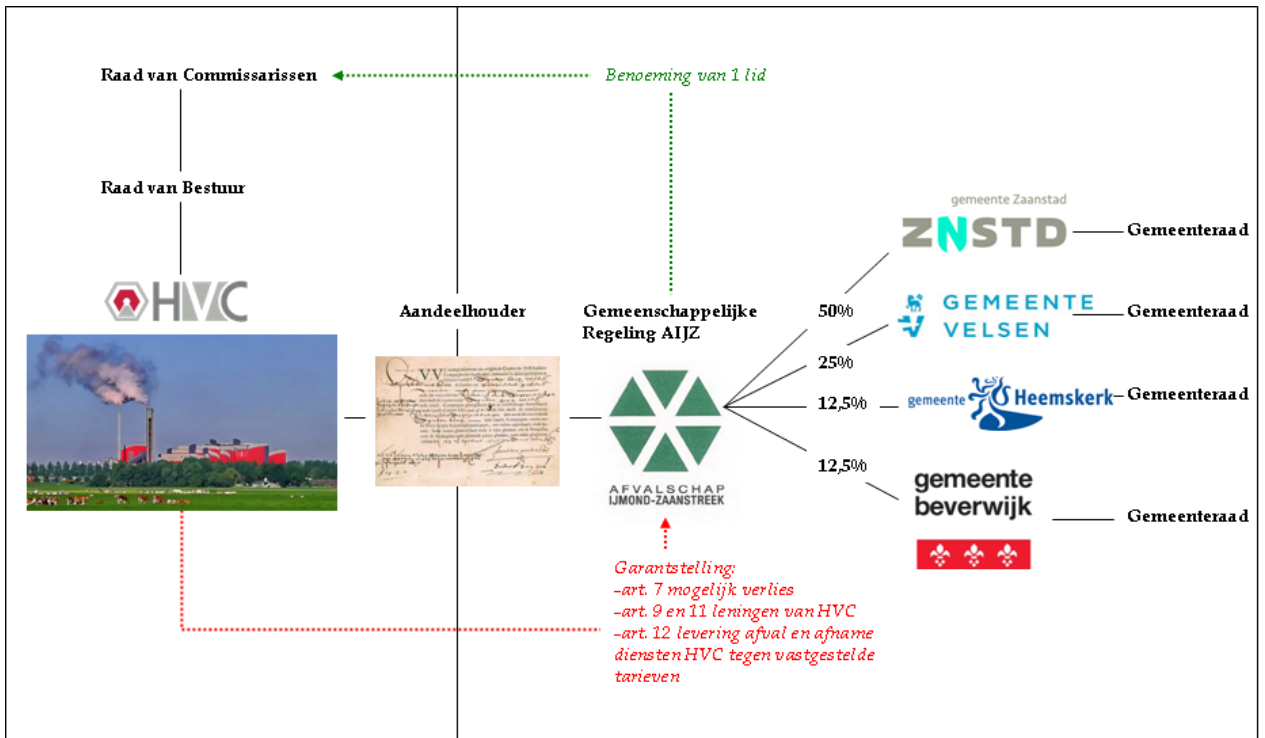 Raad van Commissarissen
Benoeming van 1 lid
Raad van Bestuur
HVC
Aandeelhouder
Gemeenschappelijke
Regeling AIJZ
AFVALSCHAP
IJMOND-ZAANSTREEK
50%
25%
12,5%
12,5%
gemeente Zaanstad
ZNSTD
Gemeenteraad
GEMEENTE
VELSEN
Gemeenteraad
gemeente Heemskerk
Gemeenteraad
gemeente
beverwijk
Gemeenteraad
Garantstelling:
-art. 7 mogelijk verlies
-art. 9 en 11 leningen van HVC
-art. 12 levering afval en afname
diensten HVC tegen vastgestelde
tarieven